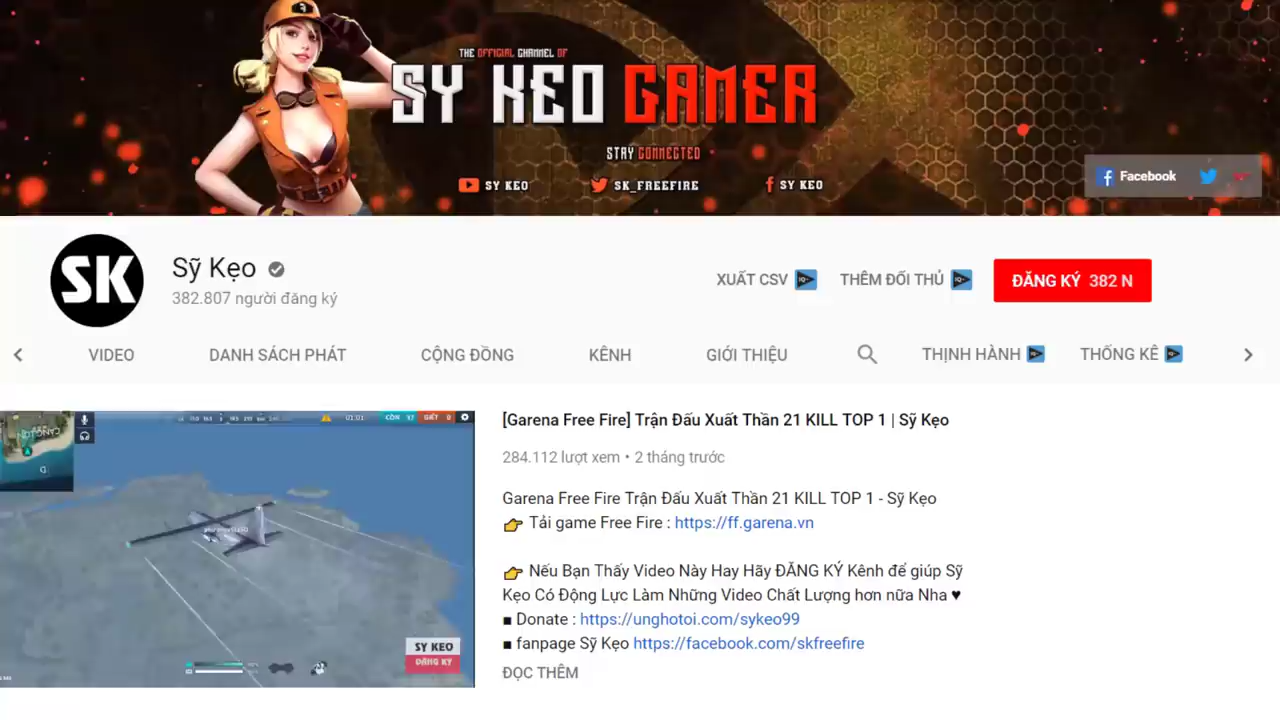 THE OFFICIAL CHANNEL OF
SY KEO GAMER
STAY CONNECTED
SY KEO
SK_FREEFIRE
SY KEO
Facebook
SK
Sỹ Kẹo
382.807 người đăng ký
XUẤT CSV
THÊM ĐỐI THỦ
ĐĂNG KÝ 382 N
VIDEO
DANH SÁCH PHÁT
CỘNG ĐỒNG
KÊNH
GIỚI THIỆU
THỊNH HÀNH
THỐNG KÊ
[Garena Free Fire] Trận Đấu Xuất Thần 21 KILL TOP 1 | Sỹ Kẹo
284.112 lượt xem • 2 tháng trước
Garena Free Fire Trận Đấu Xuất Thần 21 KILL TOP 1 - Sỹ Kẹo
👉 Tải game Free Fire : https://ff.garena.vn
👉 Nếu Bạn Thấy Video Này Hay Hãy ĐĂNG KÝ Kênh để giúp Sỹ
Kẹo Có Động Lực Làm Những Video Chất Lượng hơn nữa Nha ♥
■ Donate : https://unghotoi.com/sykeo99
■ fanpage Sỹ Kẹo https://facebook.com/skfreefire
ĐỌC THÊM
01:01
CÒN 37
GIẾT 0
SY KEO
ĐĂNG KÝ